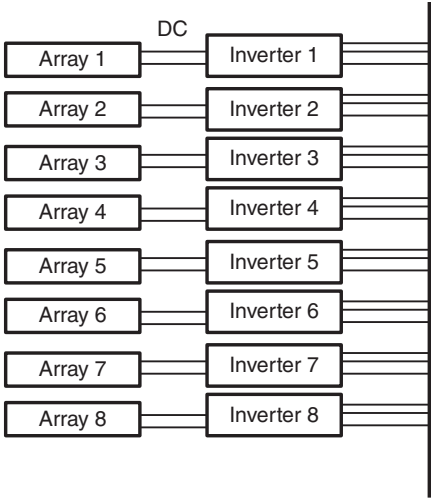 DC
Array 1 Inverter 1
Array 2 Inverter 2
Array 3 Inverter 3
Array 4 Inverter 4
Array 5 Inverter 5
Array 6 Inverter 6
Array 7 Inverter 7
Array 8 Inverter 8